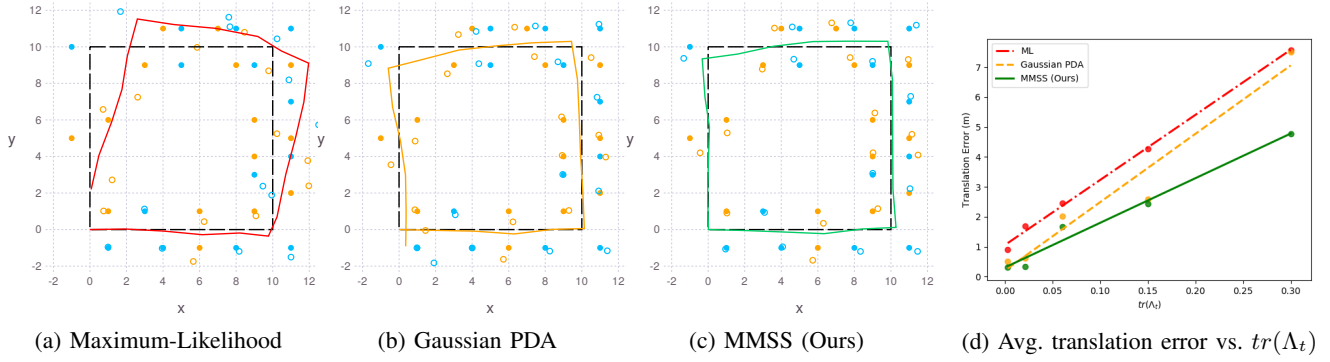 12
10
8
6
4
2
0
-2
y
-2 0 2 4 6 8 10 12
x
(a) Maximum-Likelihood
12
10
8
6
4
2
0
-2
y
-2 0 2 4 6 8 10 12
x
(b) Gaussian PDA
12
10
8
6
4
2
0
-2
y
-2 0 2 4 6 8 10 12
x
(c) MMSS (Ours)
ML
Gaussian PDA
MMSS (Ours)
Translation Error (m)
7
6
5
4
3
2
1
0
0.00 0.05 0.10 0.15 0.20 0.25 0.30
tr(Λt)
(d) Avg. translation error vs. tr(Λt)